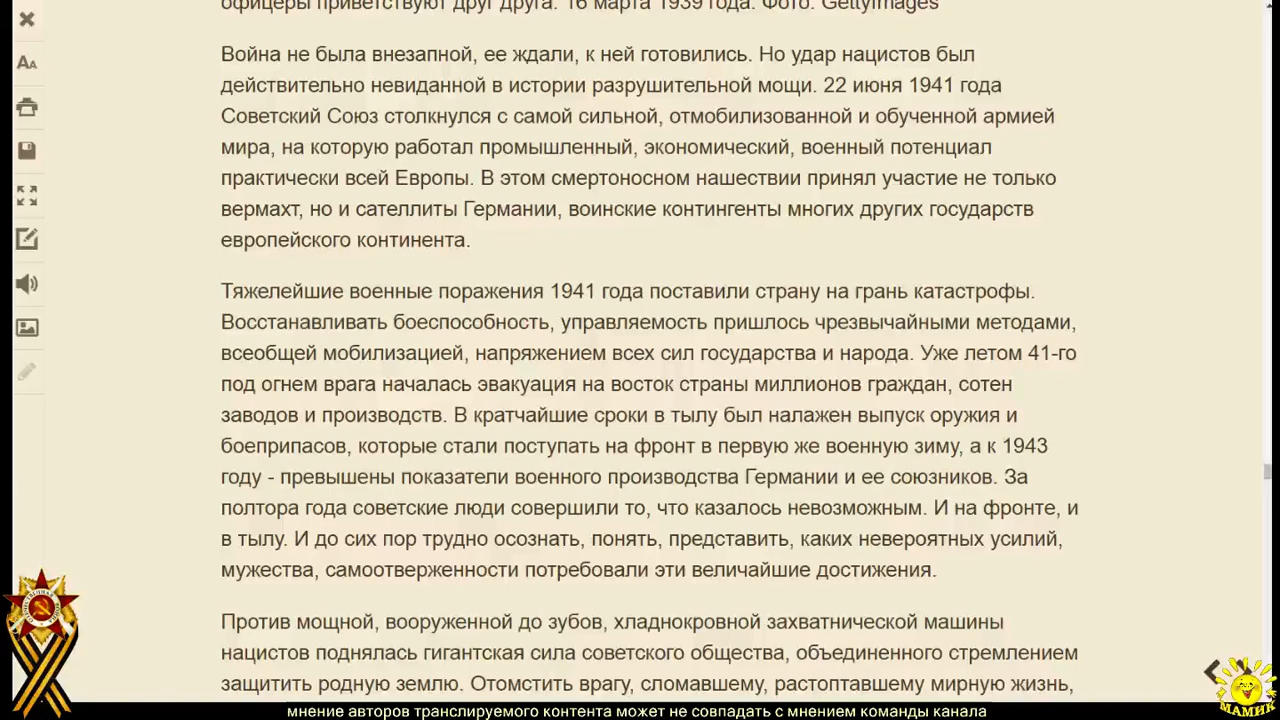 офицеры приветствуют друг друга. 16 марта 1939 года. Фото: GettyImages
Война не была внезапной, ее ждали, к ней готовились. Но удар нацистов был
действительно невиданной в истории разрушительной мощи. 22 июня 1941 года
Советский Союз столкнулся с самой сильной, отмобилизованной и обученной армией
мира, на которую работал промышленный, экономический, военный потенциал
практически всей Европы. В этом смертоносном нашествии принял участие не только
вермахт, но и сателлиты Германии, воинские контингенты многих других государств
европейского континента.
Тяжелейшие военные поражения 1941 года поставили страну на грань катастрофы.
Восстанавливать боеспособность, управляемость пришлось чрезвычайными методами,
всеобщей мобилизацией, напряжением всех сил государства и народа. Уже летом 41-го
под огнем врага началась эвакуация на восток страны миллионов граждан, сотен
заводов и производств. В кратчайшие сроки в тылу был налажен выпуск оружия и
боеприпасов, которые стали поступать на фронт в первую же военную зиму, а к 1943
году - превышены показатели военного производства Германии и ее союзников. За
полтора года советские люди совершили то, что казалось невозможным. И на фронте, и
в тылу. И до сих пор трудно осознать, понять, представить, каких невероятных усилий,
мужества, самоотверженности потребовали эти величайшие достижения.
Против мощной, вооруженной до зубов, хладнокровной захватнической машины
нацистов поднялась гигантская сила советского общества, объединенного стремлением
защитить родную землю. Отомстить врагу, сломавшему, растоптавшему мирную жизнь,
МАМИК
мнение авторов транслируемого контента может не совпадать с мнением команды канала